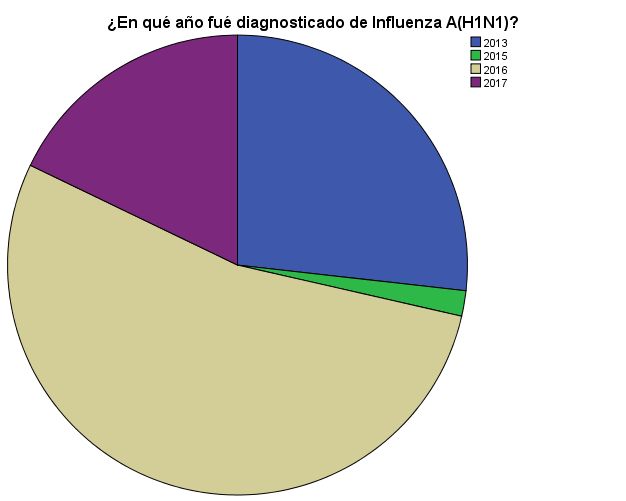 ¿En qué año fué diagnosticado de Influenza A(H1N1)?
2013
2015
2016
2017